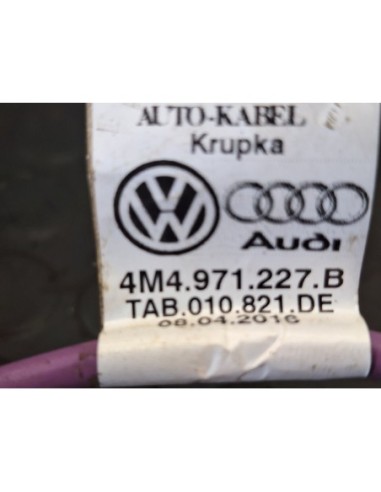 AUTO-KABEL
Krupka
Audi
4M4.971.227.B
TAB.010.821.DE
08.04.2016